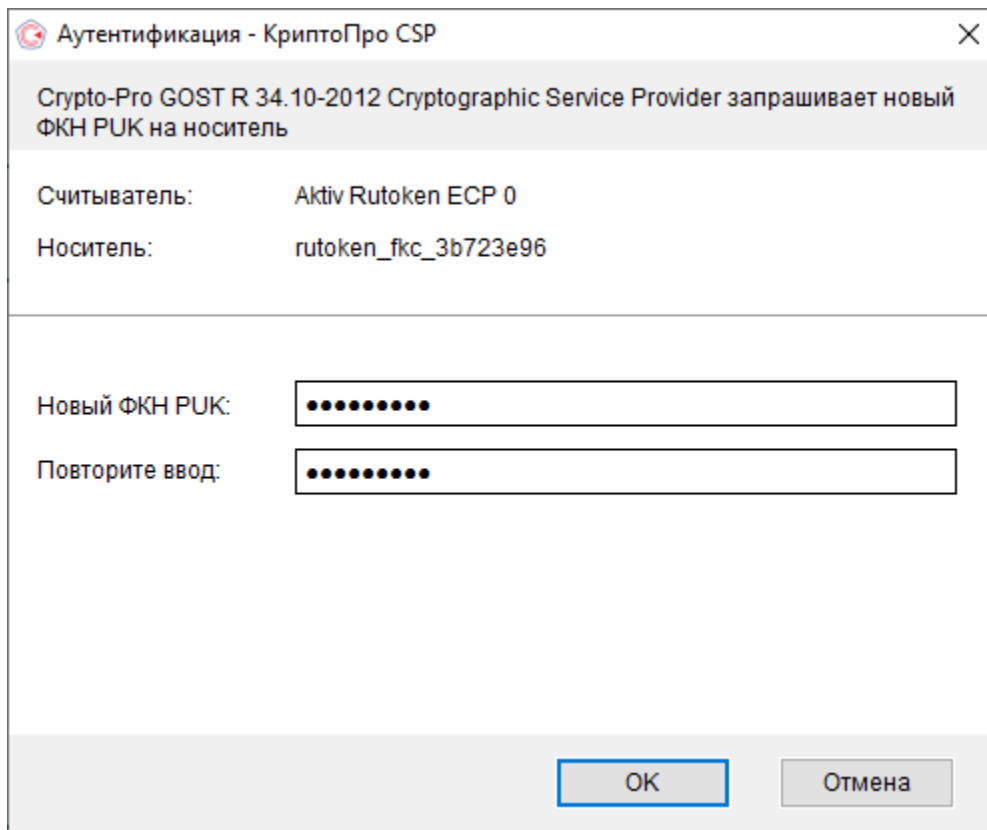 Аутентификация - КриптоПро CSP
Crypto-Pro GOST R 34.10-2012 Cryptographic Service Provider запрашивает новый
ФКН PUK на носитель
Считыватель: Aktiv Rutoken ECP 0
Носитель: rutoken_fkc_3b723e96
Новый ФКН PUK: ●●●●●●●●●
Повторите ввод: ●●●●●●●●●
OK Отмена